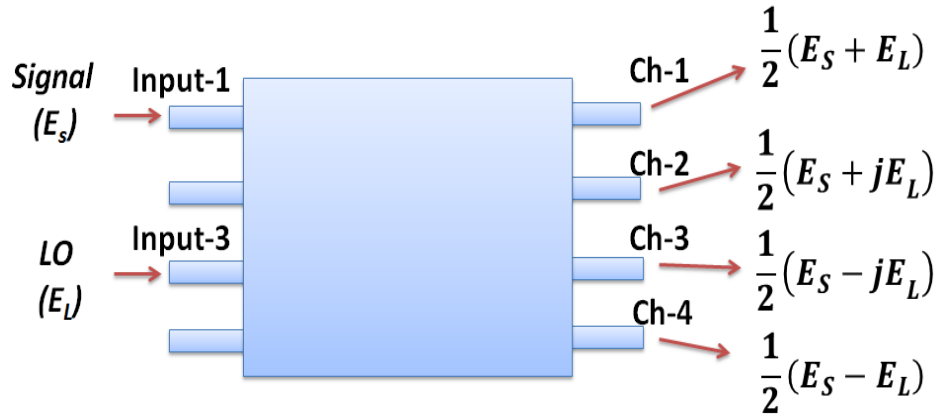 Signal
(Es)
Input-1
Input-3
LO
(EL)
Ch-1
Ch-2
Ch-3
Ch-4
1/2 (ES + EL)
1/2 (ES + jEL)
1/2 (ES − jEL)
1/2 (ES − EL)